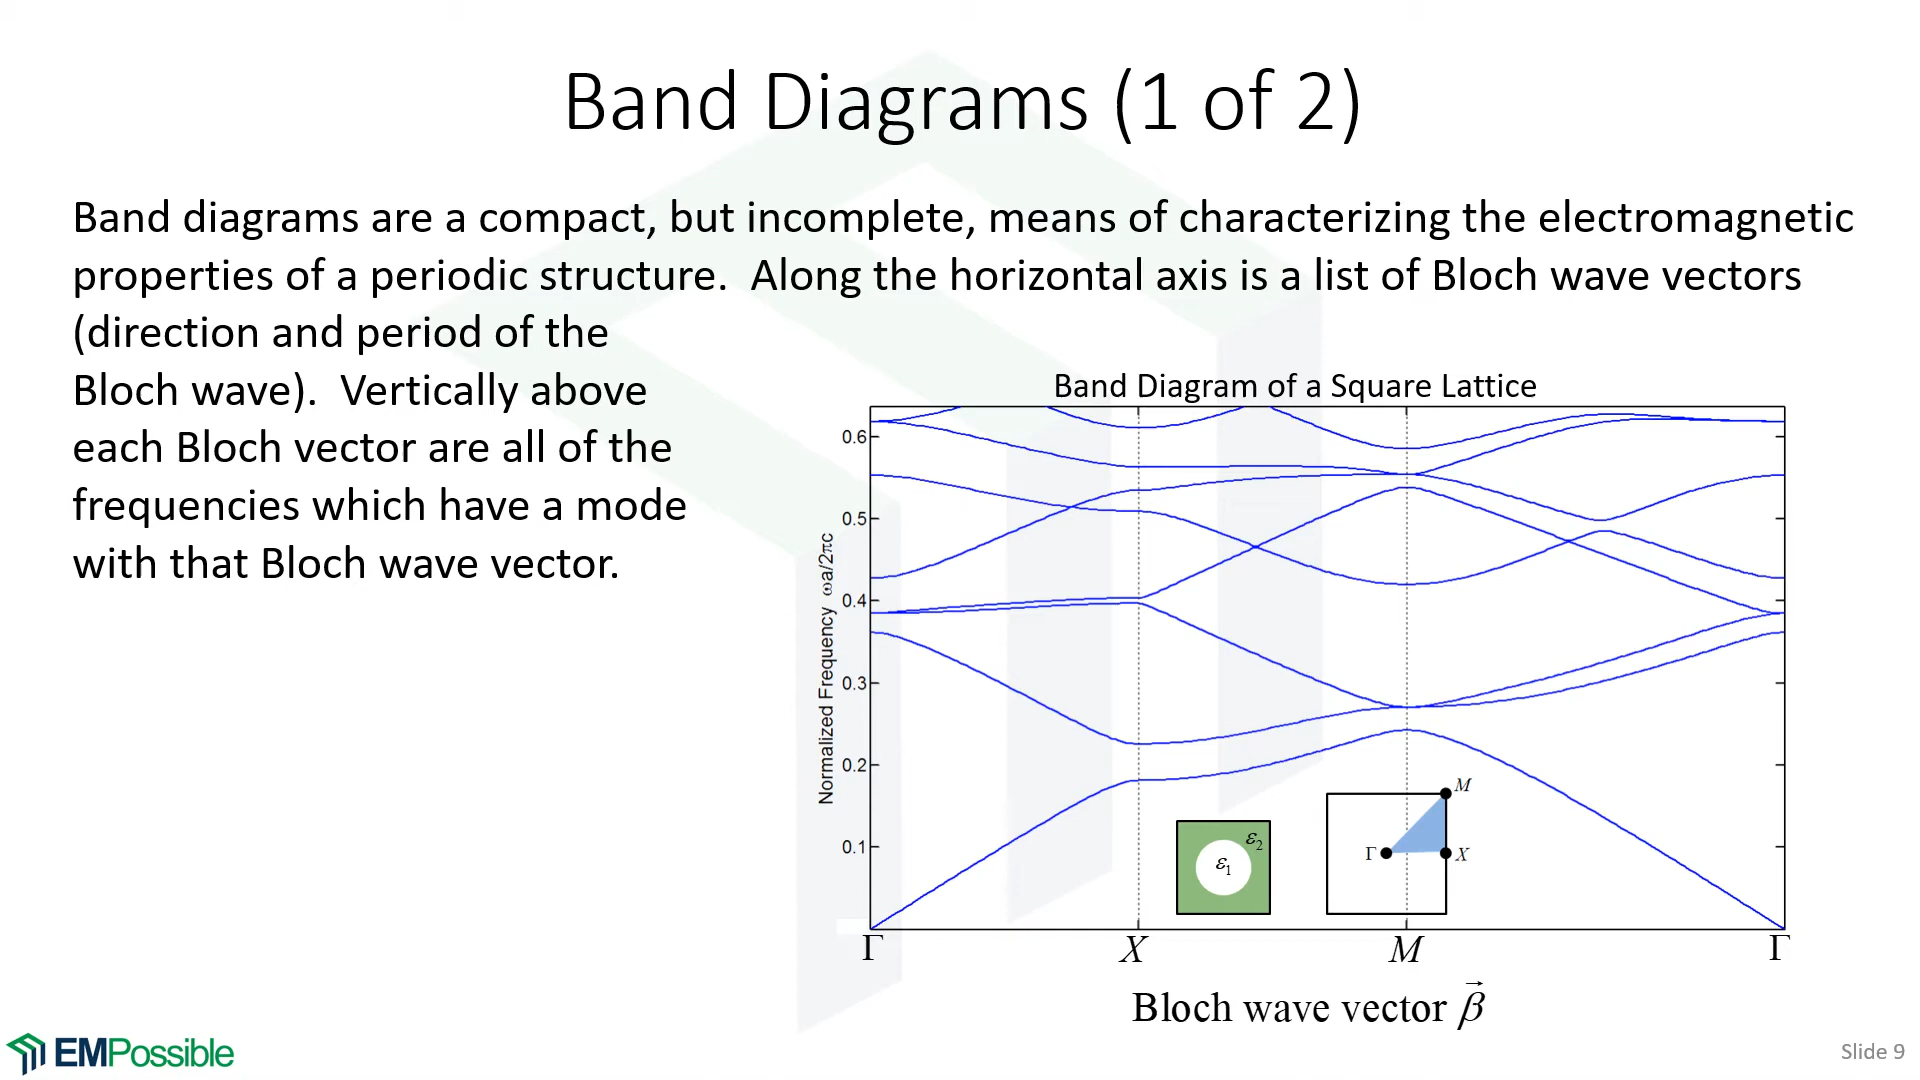 Band Diagrams (1 of 2)
Band diagrams are a compact, but incomplete, means of characterizing the electromagnetic
properties of a periodic structure.  Along the horizontal axis is a list of Bloch wave vectors
(direction and period of the
Bloch wave).  Vertically above
each Bloch vector are all of the
frequencies which have a mode
with that Bloch wave vector.
Band Diagram of a Square Lattice
Normalized Frequency ωa/2πc
0.6
0.5
0.4
0.3
0.2
0.1
ε₁
ε₂
M
Γ
X
Γ X M Γ
Bloch wave vector β⃗
EMPossible
Slide 9